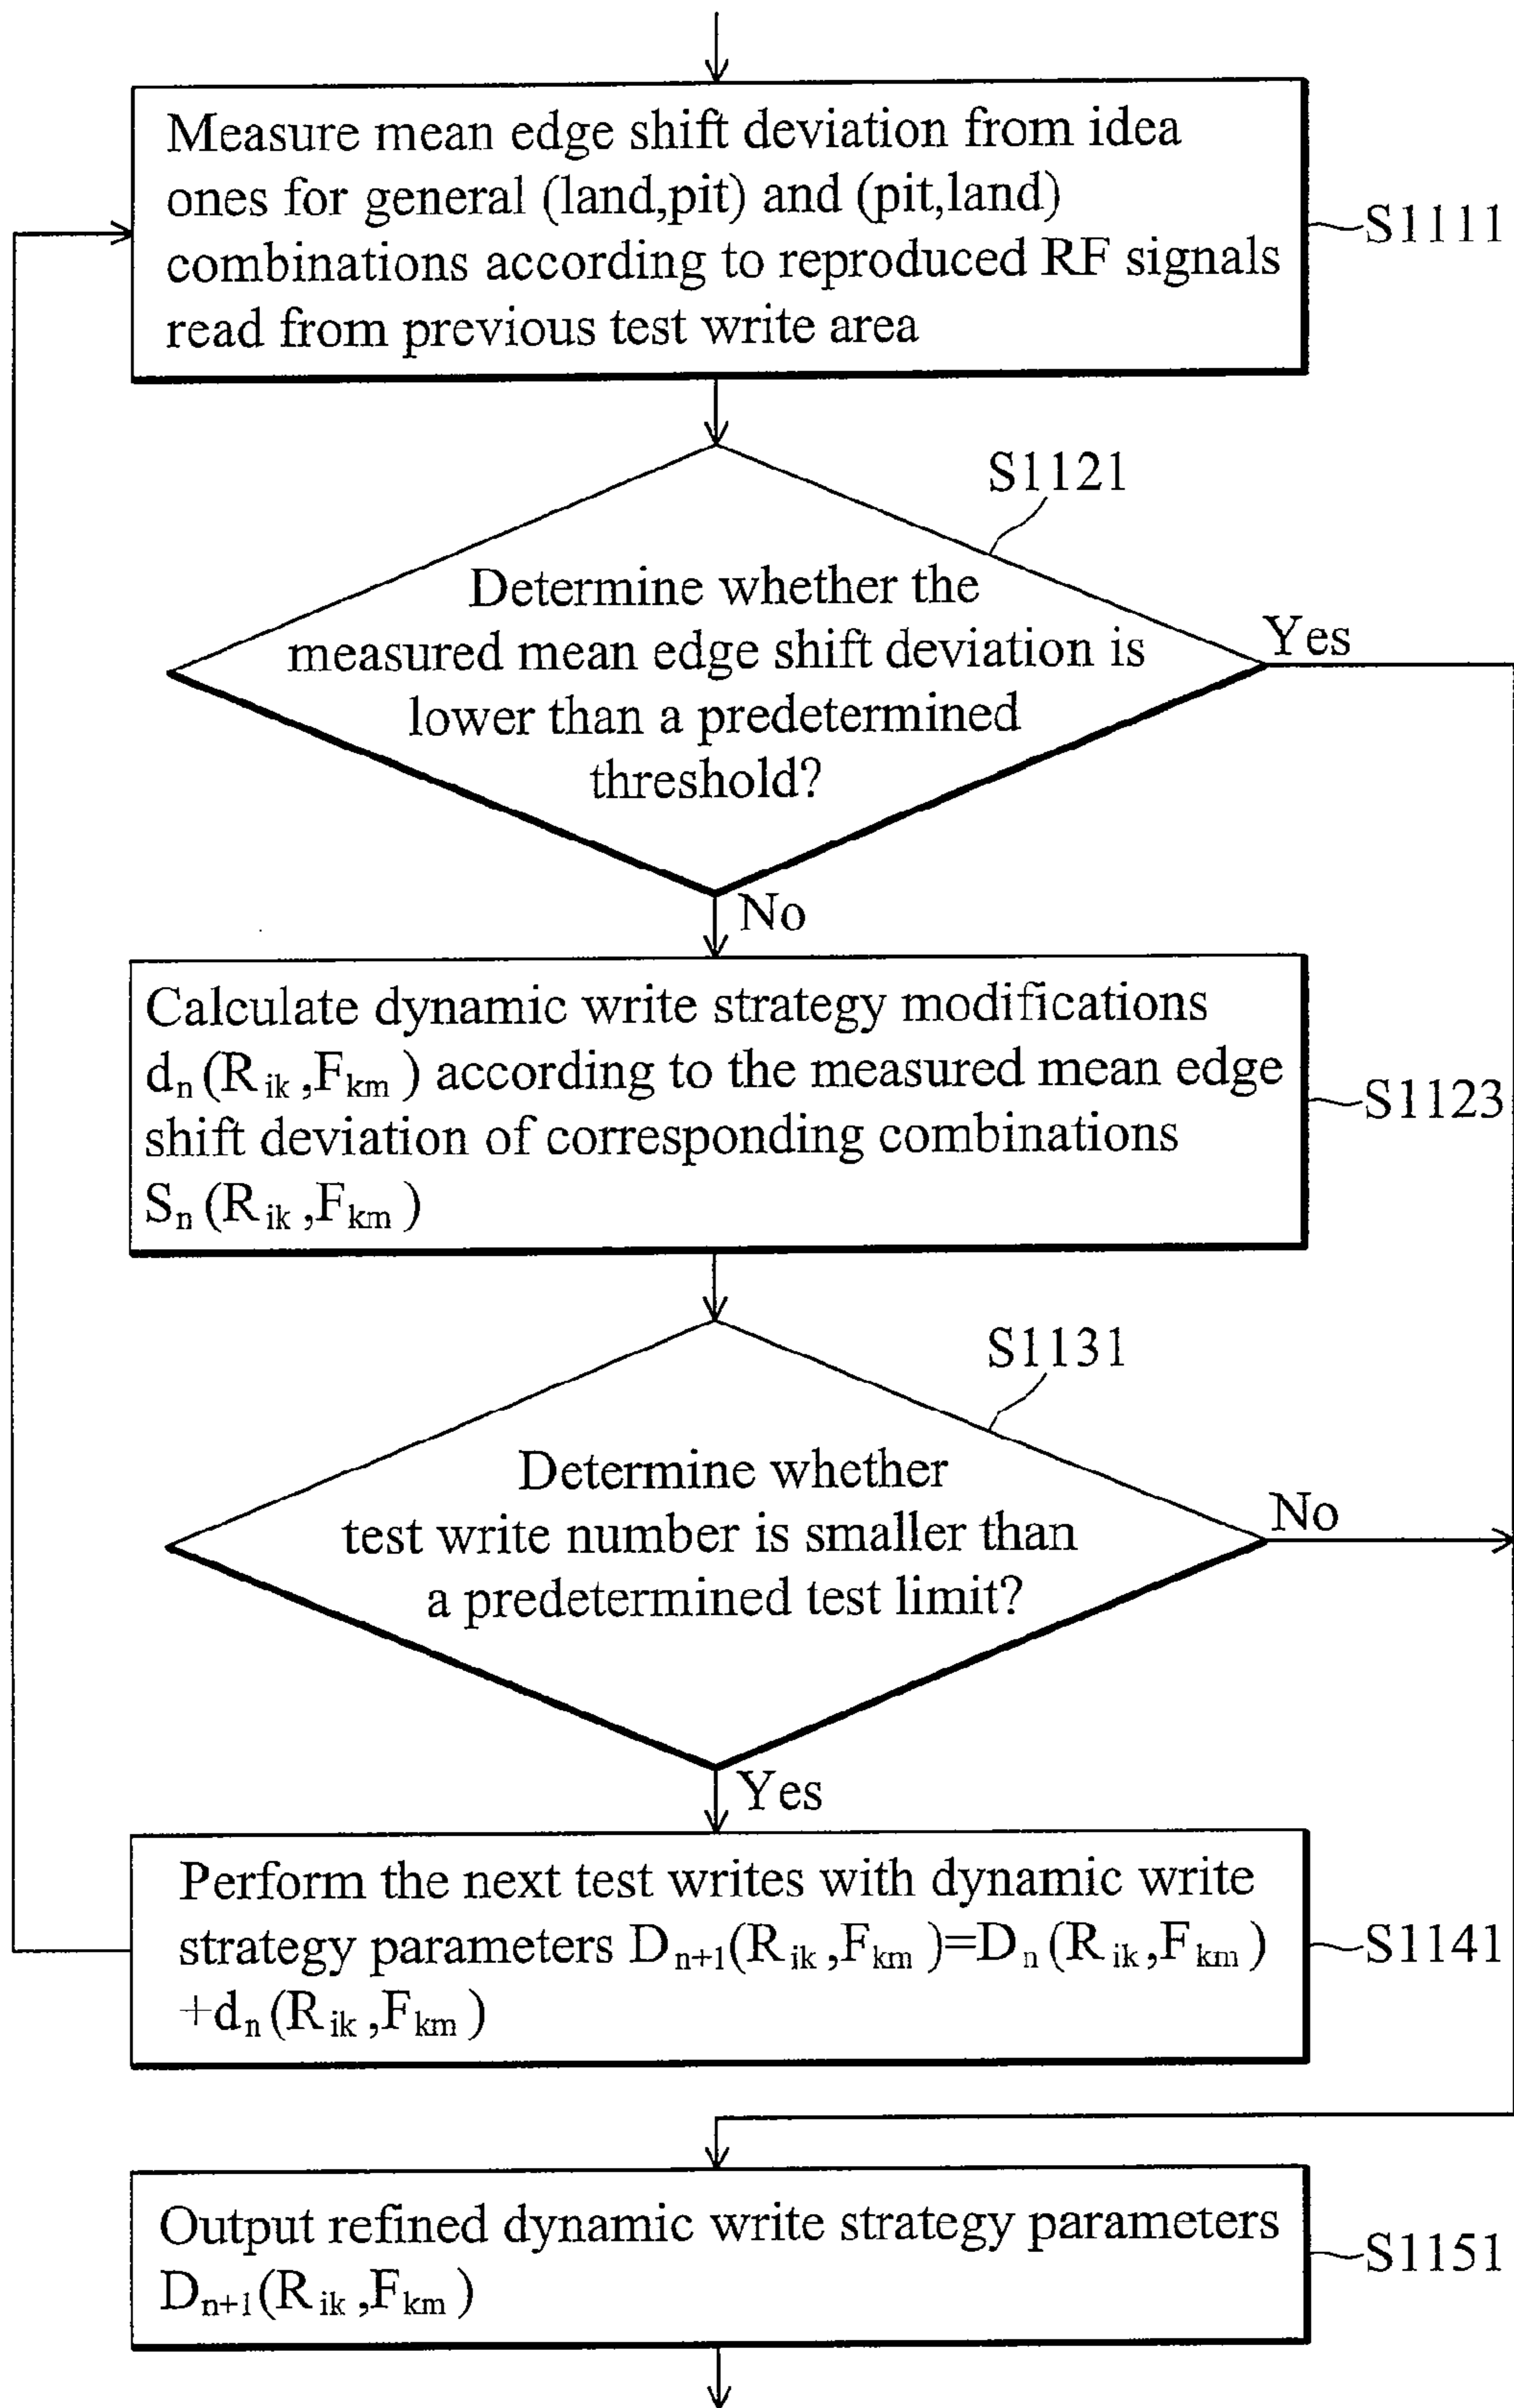 Measure mean edge shift deviation from idea
ones for general (land,pit) and (pit,land)
combinations according to reproduced RF signals
read from previous test write area
S1111
S1121
Determine whether the
measured mean edge shift deviation is
lower than a predetermined
threshold?
Yes
No
Calculate dynamic write strategy modifications
dn(Rik,Fkm) according to the measured mean edge
shift deviation of corresponding combinations
Sn(Rik,Fkm)
S1123
S1131
Determine whether
test write number is smaller than
a predetermined test limit?
No
Yes
Perform the next test writes with dynamic write
strategy parameters Dn+1(Rik,Fkm)=Dn(Rik,Fkm)
+dn(Rik,Fkm)
S1141
Output refined dynamic write strategy parameters
Dn+1(Rik,Fkm)
S1151